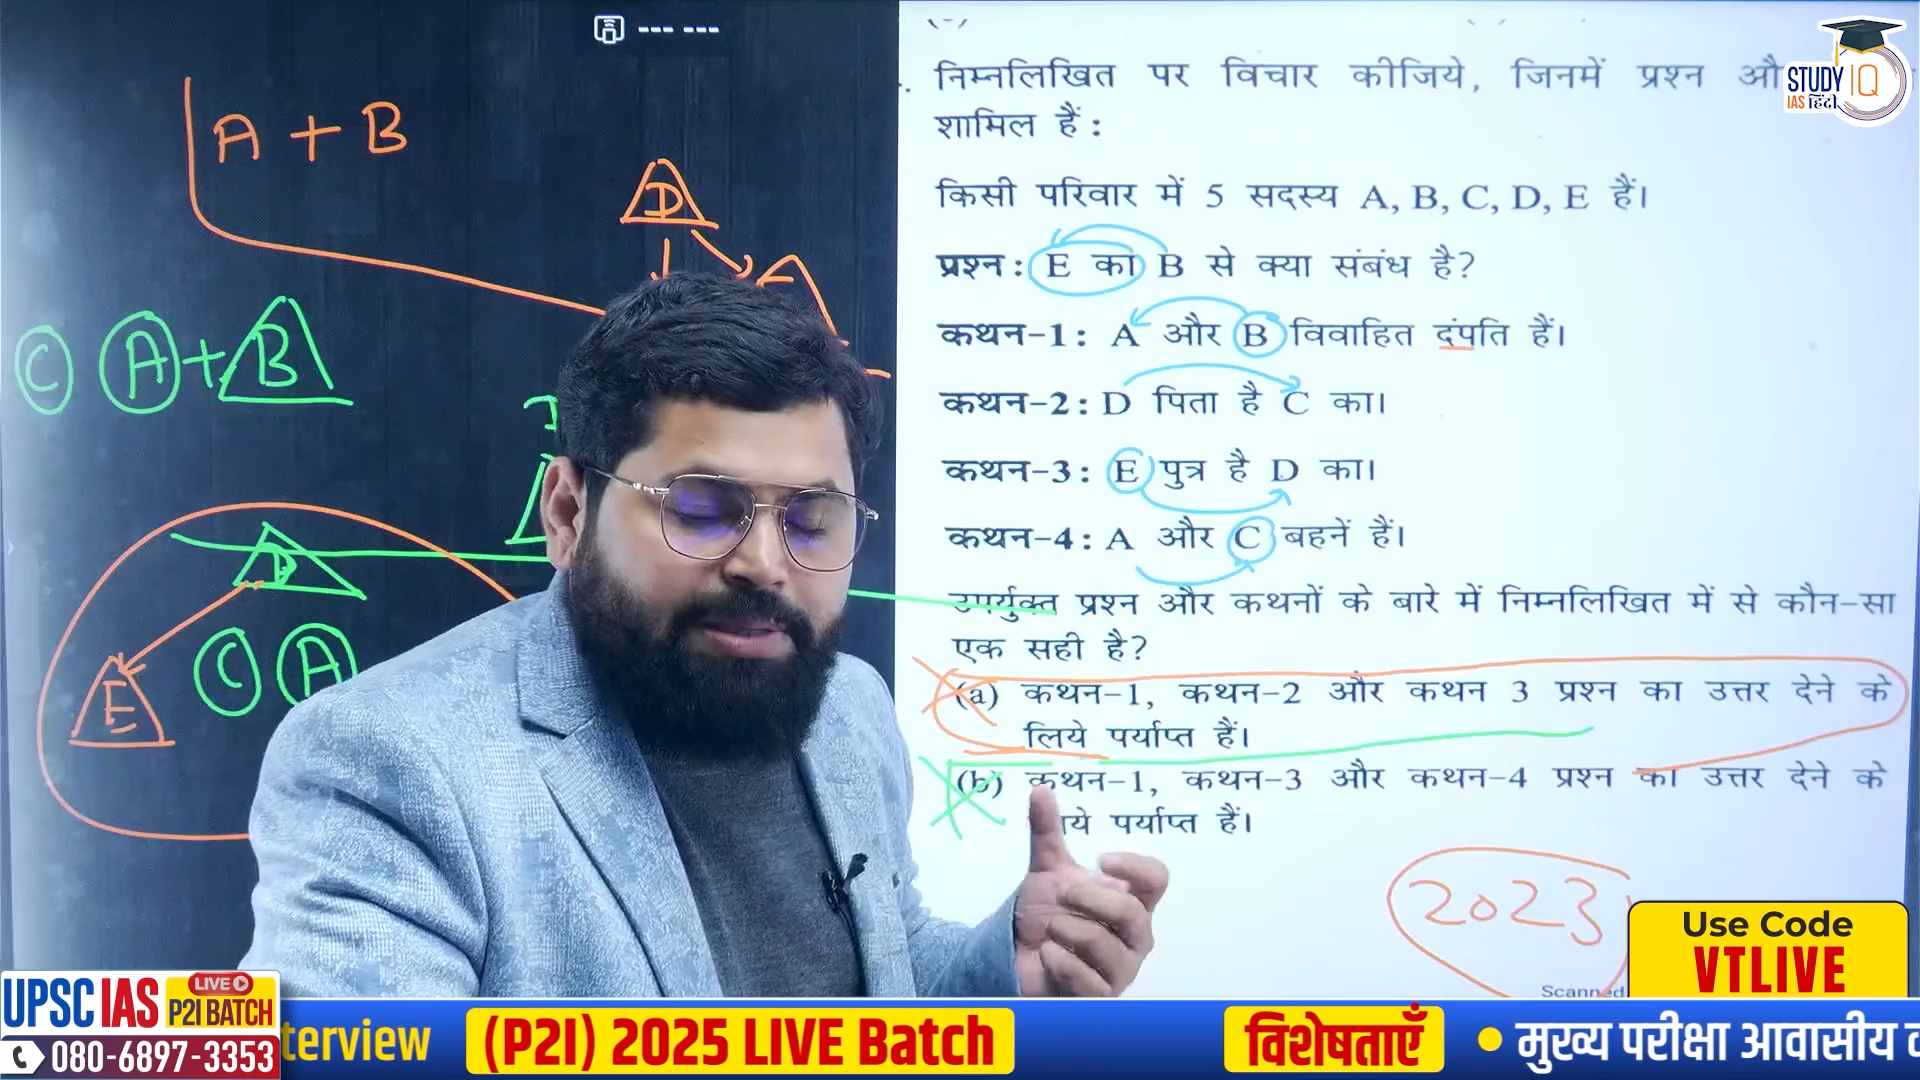 निम्नलिखित पर विचार कीजिये, जिनमें प्रश्न
शामिल हैं :
किसी परिवार में 5 सदस्य A, B, C, D, E हैं।
प्रश्न : E का B से क्या संबंध है?
कथन-1 : A और B विवाहित दंपति हैं।
कथन-2 : D पिता है C का।
कथन-3 : E पुत्र है D का।
कथन-4 : A और C बहनें हैं।
उपर्युक्त प्रश्न और कथनों के बारे में निम्नलिखित में से कौन-सा
एक सही है?
(a) कथन-1, कथन-2 और कथन 3 प्रश्न का उत्तर देने के
लिये पर्याप्त हैं।
(b) कथन-1, कथन-3 और कथन-4 प्रश्न का उत्तर देने के
पर्याप्त हैं।
2023
Scanned
STUDY IQ
IAS हिंदी
A + B
D
C A + B
D
E
C A
Use Code
VTLIVE
UPSC IAS
LIVE
P2I BATCH
080-6897-3353
terview
(P2I) 2025 LIVE Batch
विशेषताएँ
• मुख्य परीक्षा आवासीय